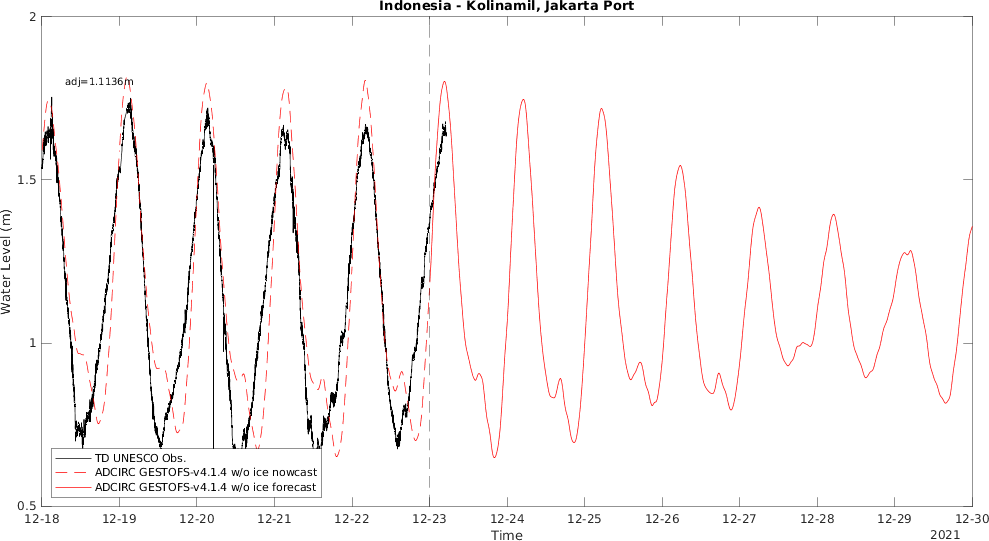 Indonesia - Kolinamil, Jakarta Port
2
adj=1.1136m
1.5
Water Level (m)
1
TD UNESCO Obs.
ADCIRC GESTOFS-v4.1.4 w/o ice nowcast
ADCIRC GESTOFS-v4.1.4 w/o ice forecast
0.5
12-18 12-19 12-20 12-21 12-22 12-23 12-24 12-25 12-26 12-27 12-28 12-29 12-30
Time
2021